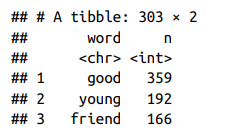 ## # A tibble: 303 × 2
##     word     n
##    <chr> <int>
## 1   good   359
## 2  young   192
## 3 friend   166